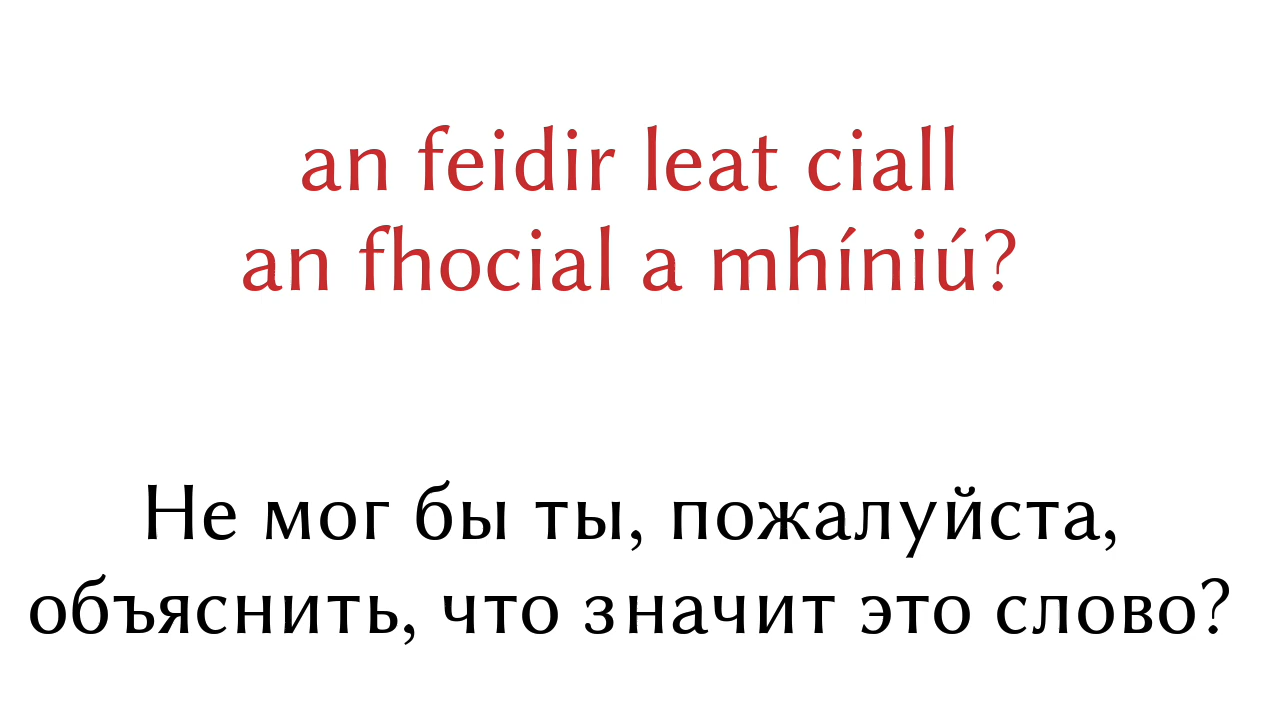 an feidir leat ciall
an fhocial a mhíniú?
Не мог бы ты, пожалуйста,
объяснить, что значит это слово?